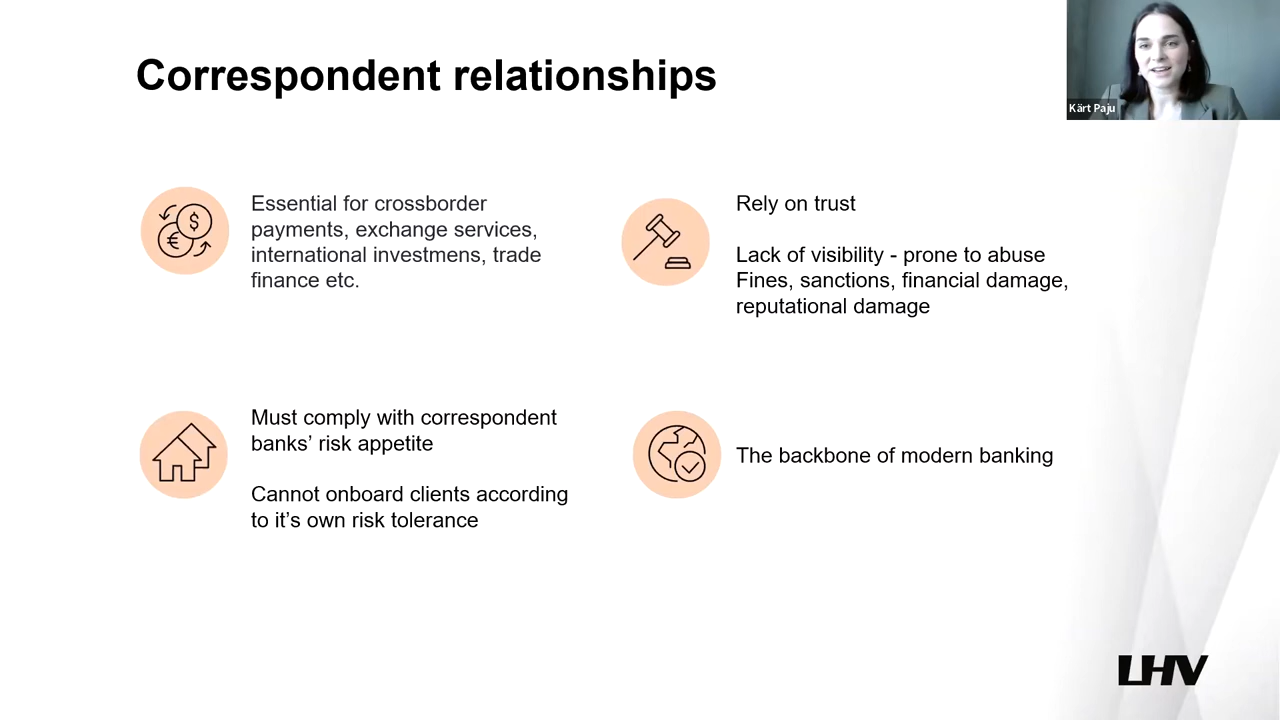 Correspondent relationships
Kärt Paju
Essential for crossborder
payments, exchange services,
international investmens, trade
finance etc.
Rely on trust
Lack of visibility - prone to abuse
Fines, sanctions, financial damage,
reputational damage
Must comply with correspondent
banks’ risk appetite
Cannot onboard clients according
to it’s own risk tolerance
The backbone of modern banking
LHV